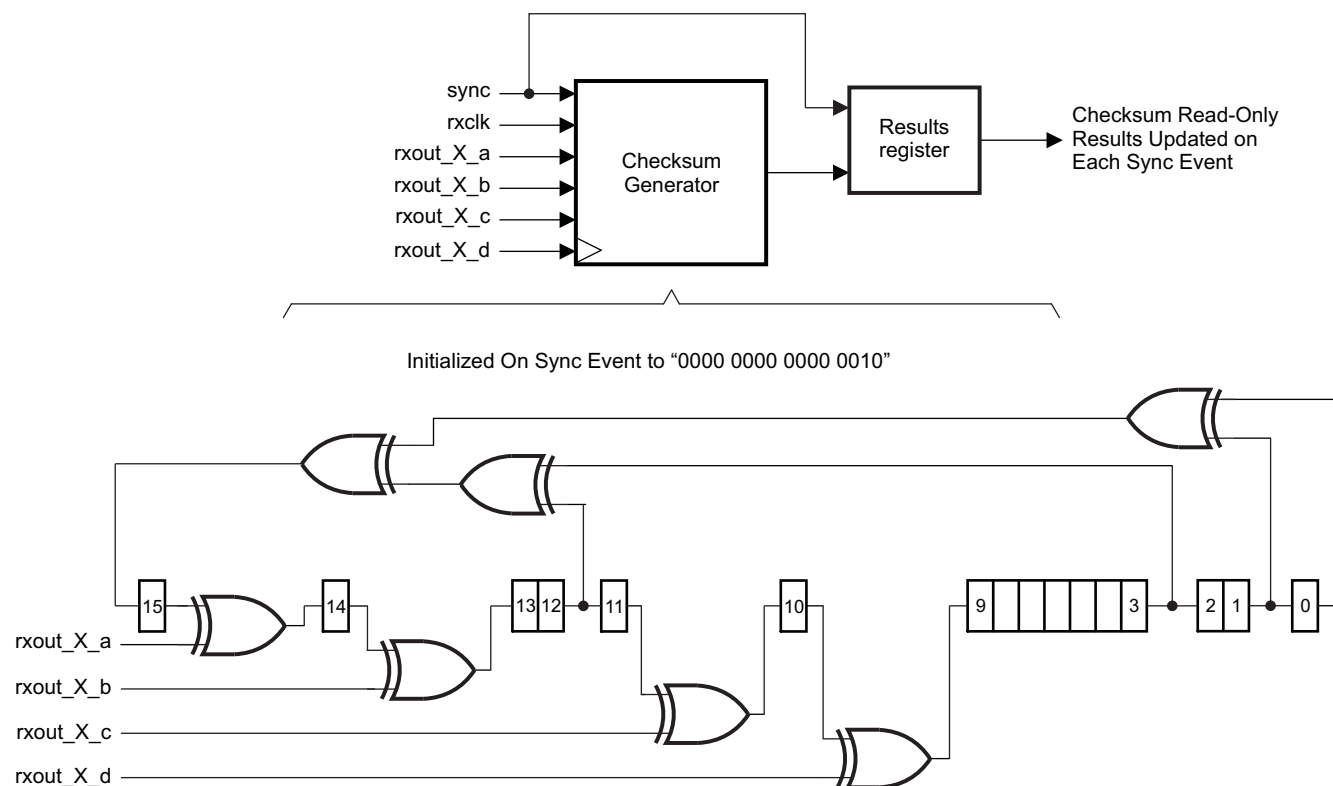 sync
rxclk
rxout_X_a
rxout_X_b
rxout_X_c
rxout_X_d
Checksum
Generator
Results
register
Checksum Read-Only
Results Updated on
Each Sync Event
Initialized On Sync Event to “0000 0000 0000 0010”
15
14
13 12
11
10
9 3
2 1
0
rxout_X_a
rxout_X_b
rxout_X_c
rxout_X_d